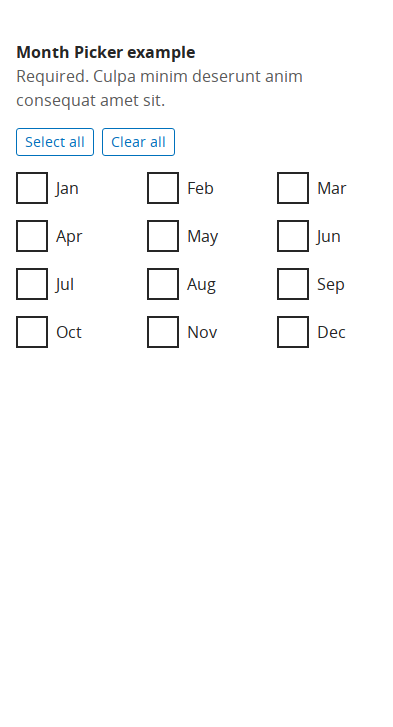 Month Picker example
Required. Culpa minim deserunt anim
consequat amet sit.
Select all Clear all
Jan Feb Mar
Apr May Jun
Jul Aug Sep
Oct Nov Dec